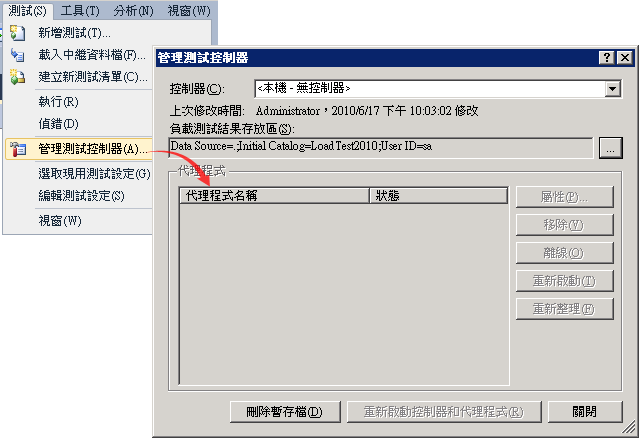 測試(S) 工具(T) 分析(N) 視窗(W)
新增測試(T)...
載入中繼資料檔(F)...
建立新測試清單(C)...
執行(R)
偵錯(D)
管理測試控制器(A)...
選取現用測試設定(G)
編輯測試設定(S)
視窗(W)
管理測試控制器
控制器(C):
<本機 - 無控制器>
上次修改時間: Administrator，2010/6/17 下午 10:03:02 修改
負載測試結果存放區(S):
Data Source=.;Initial Catalog=LoadTest2010;User ID=sa
...
代理程式
代理程式名稱 狀態
屬性(P)...
移除(V)
離線(O)
重新啟動(T)
重新整理(F)
刪除暫存檔(D) 重新啟動控制器和代理程式(R) 關閉